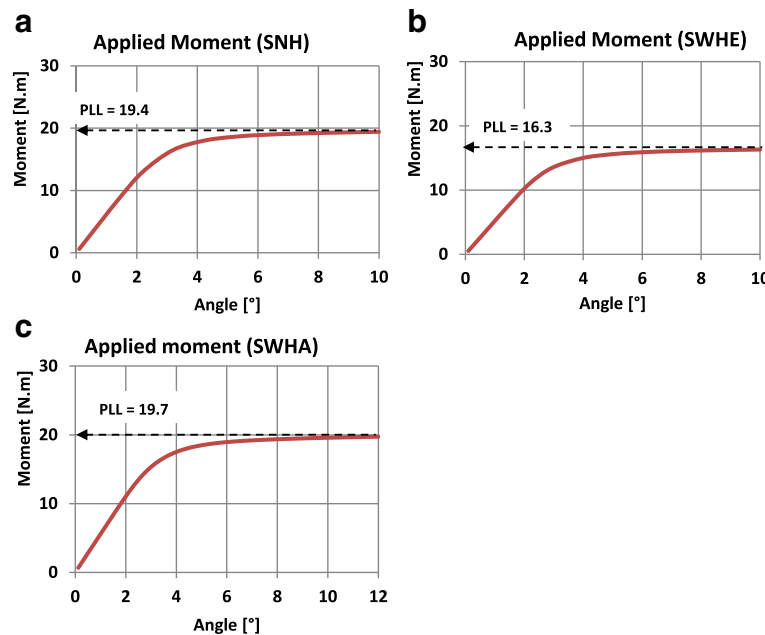 a
Applied Moment (SNH)
Moment [N.m]
30
20
10
0
PLL = 19.4
0 2 4 6 8 10
Angle [°]
b
Applied Moment (SWHE)
Moment [N.m]
30
20
10
0
PLL = 16.3
0 2 4 6 8 10
Angle [°]
c
Applied moment (SWHA)
Moment [N.m]
30
20
10
0
PLL = 19.7
0 2 4 6 8 10 12
Angle [°]